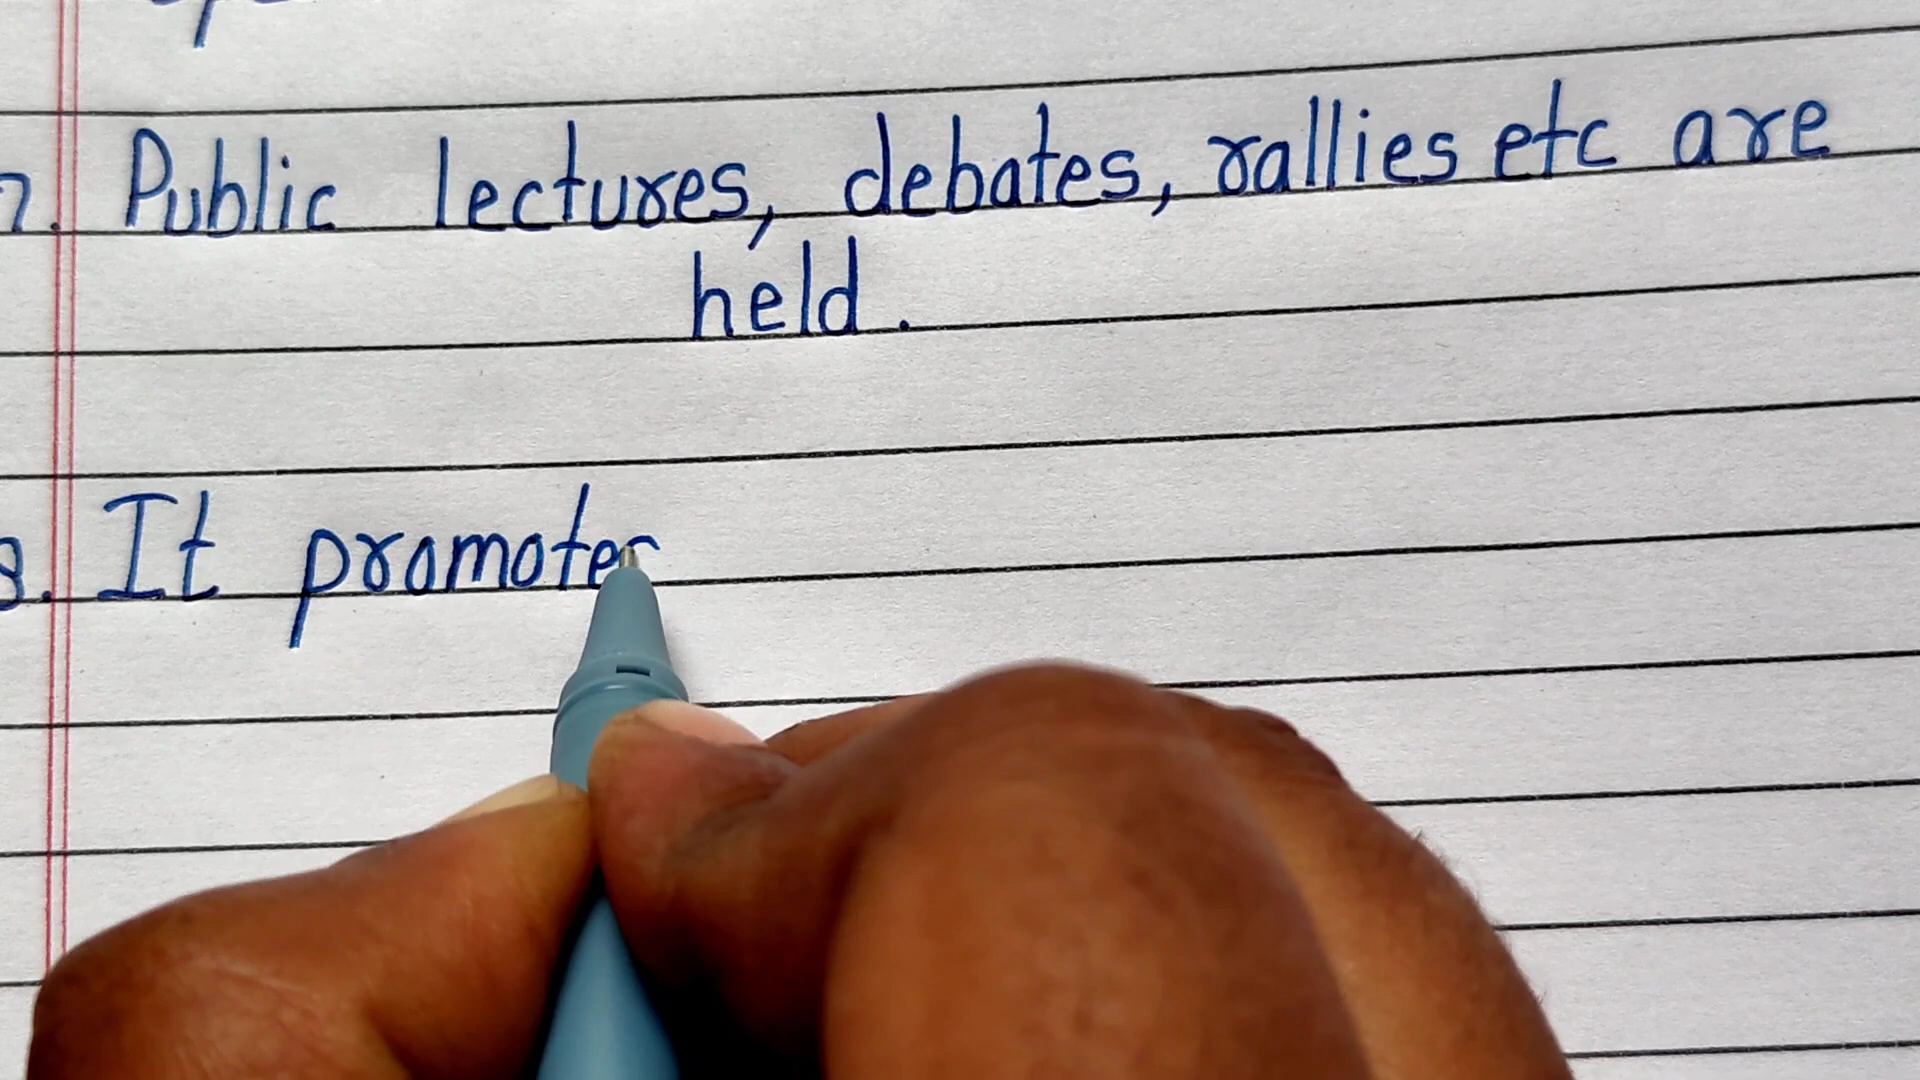 7. Public lectures, debates, rallies etc are
held.
8. It promotes